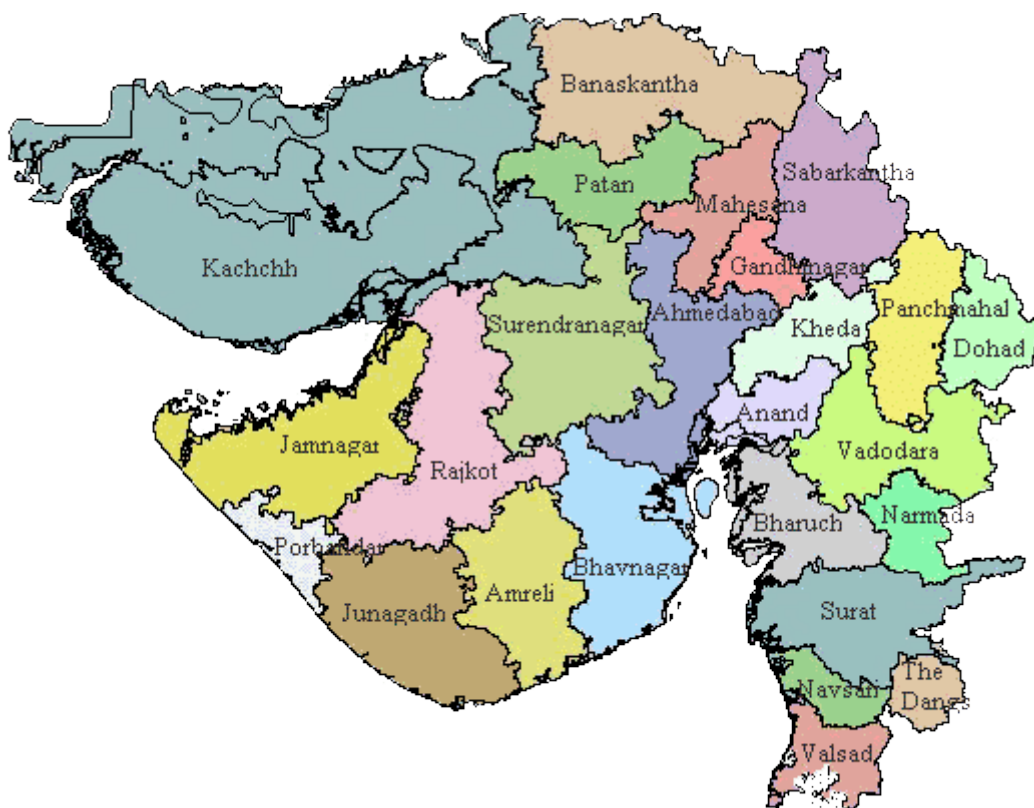 Banaskantha
Patan
Sabarkantha
Mahesana
Kachchh
Gandhinagar
Surendranagar
Ahmedabad
Kheda
Panchmahal
Dohad
Anand
Jamnagar
Rajkot
Vadodara
Narmada
Bharuch
Porbandar
Bhavnagar
Amreli
Junagadh
Surat
The
Dangs
Navsari
Valsad